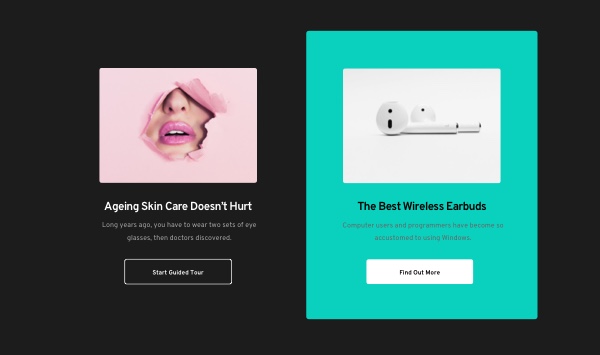 Ageing Skin Care Doesn't Hurt
Long years ago, you have to wear two sets of eye
glasses, then doctors discovered.
Start Guided Tour
The Best Wireless Earbuds
Computer users and programmers have become so
accustomed to using Windows.
Find Out More